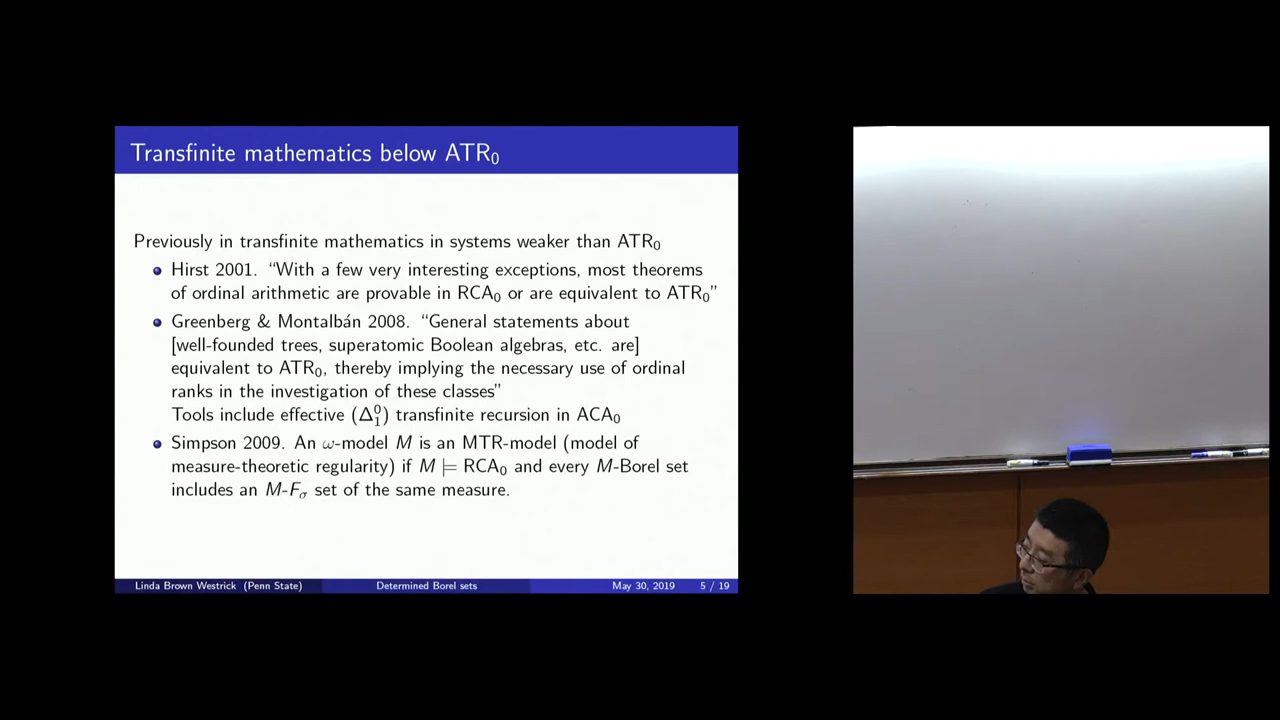 Transfinite mathematics below ATR₀
Previously in transfinite mathematics in systems weaker than ATR₀
Hirst 2001. “With a few very interesting exceptions, most theorems
of ordinal arithmetic are provable in RCA₀ or are equivalent to ATR₀”
Greenberg & Montalbán 2008. “General statements about
[well-founded trees, superatomic Boolean algebras, etc. are]
equivalent to ATR₀, thereby implying the necessary use of ordinal
ranks in the investigation of these classes”
Tools include effective (Δ⁰₁) transfinite recursion in ACA₀
Simpson 2009. An ω-model M is an MTR-model (model of
measure-theoretic regularity) if M ⊨ RCA₀ and every M-Borel set
includes an M-Fσ set of the same measure.
Linda Brown Westrick (Penn State) Determined Borel sets May 30, 2019 5 / 19